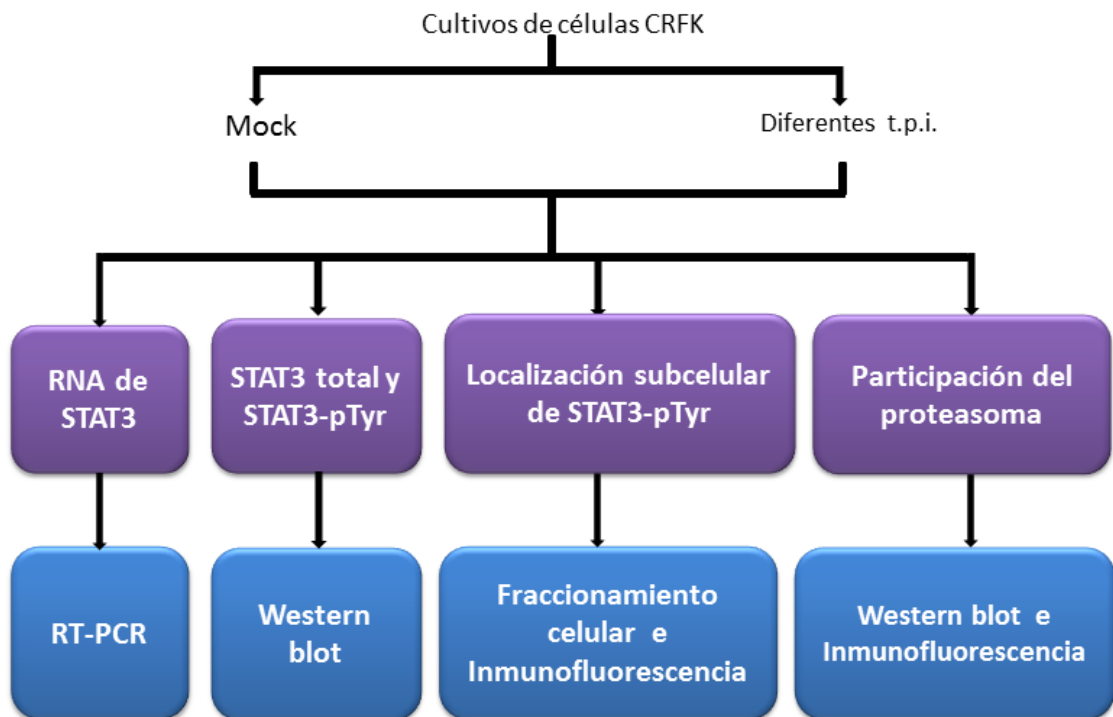 Cultivos de células CRFK
Mock
Diferentes t.p.i.
RNA de
STAT3
STAT3 total y
STAT3-pTyr
Localización subcelular
de STAT3-pTyr
Participación del
proteasoma
RT-PCR
Western
blot
Fraccionamiento
celular e
Inmunofluorescencia
Western blot e
Inmunofluorescencia